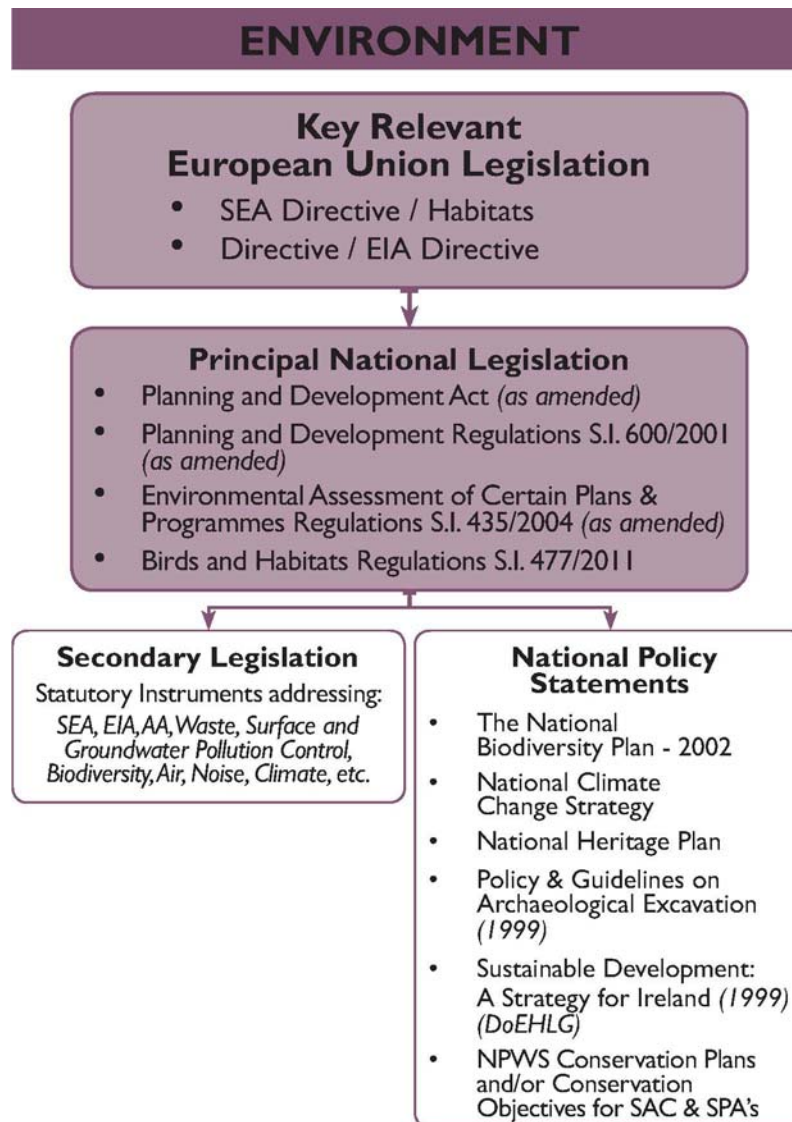 ENVIRONMENT
Key Relevant
European Union Legislation
• SEA Directive / Habitats
• Directive / EIA Directive
Principal National Legislation
• Planning and Development Act (as amended)
• Planning and Development Regulations S.I. 600/2001
(as amended)
• Environmental Assessment of Certain Plans &
Programmes Regulations S.I. 435/2004 (as amended)
• Birds and Habitats Regulations S.I. 477/2011
Secondary Legislation
Statutory Instruments addressing:
SEA, EIA, AA, Waste, Surface and
Groundwater Pollution Control,
Biodiversity, Air, Noise, Climate, etc.
National Policy
Statements
• The National
Biodiversity Plan - 2002
• National Climate
Change Strategy
• National Heritage Plan
• Policy & Guidelines on
Archaeological Excavation
(1999)
• Sustainable Development:
A Strategy for Ireland (1999)
(DoEHLG)
• NPWS Conservation Plans
and/or Conservation
Objectives for SAC & SPA's